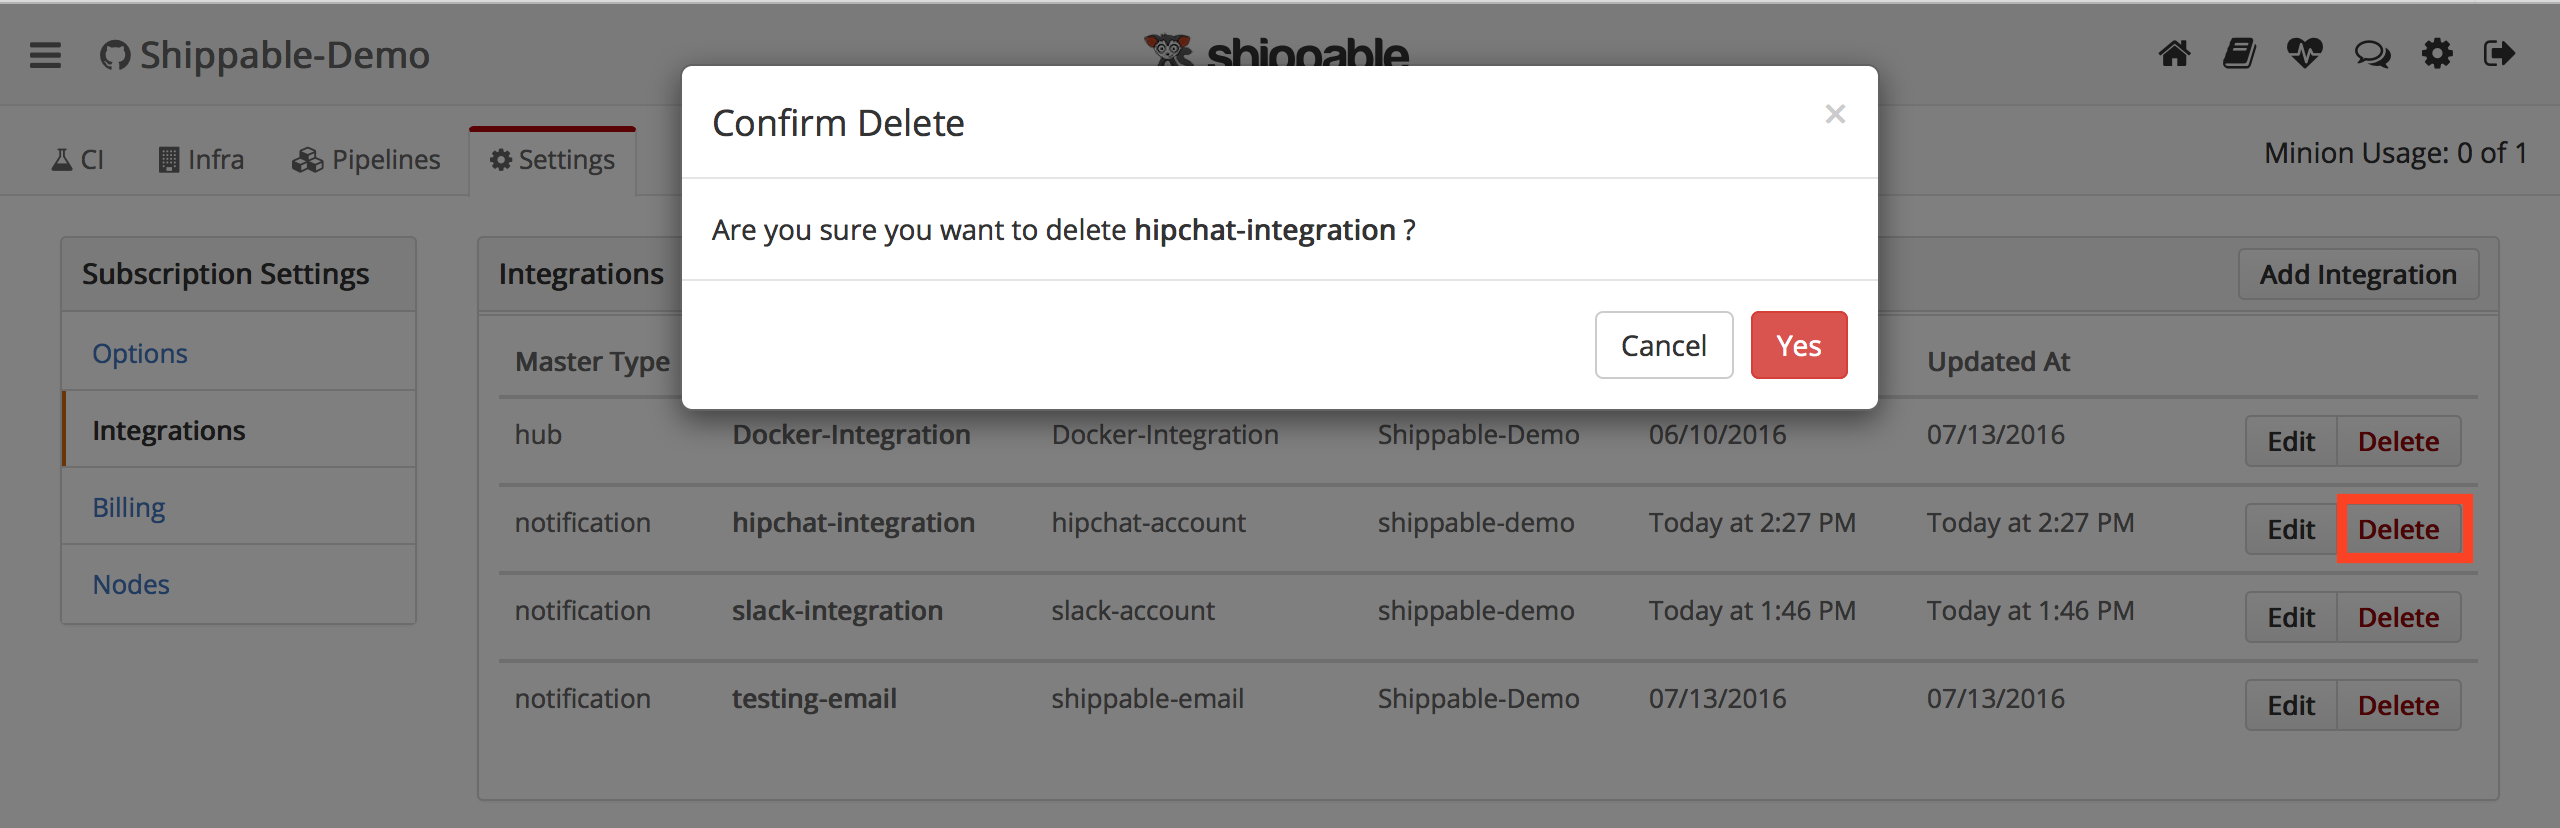 Shippable-Demo
shippable
CI
Infra
Pipelines
Settings
Minion Usage: 0 of 1
Confirm Delete
×
Are you sure you want to delete hipchat-integration ?
Cancel
Yes
Subscription Settings
Options
Integrations
Billing
Nodes
Integrations
Add Integration
Master Type
Updated At
hub Docker-Integration Docker-Integration Shippable-Demo 06/10/2016 07/13/2016 Edit Delete
notification hipchat-integration hipchat-account shippable-demo Today at 2:27 PM Today at 2:27 PM Edit Delete
notification slack-integration slack-account shippable-demo Today at 1:46 PM Today at 1:46 PM Edit Delete
notification testing-email shippable-email Shippable-Demo 07/13/2016 07/13/2016 Edit Delete